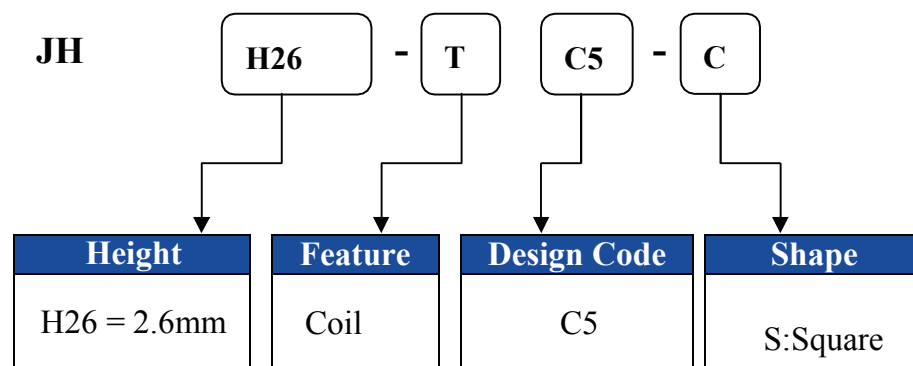 JH H26 - T C5 - C
Height Feature Design Code Shape
H26 = 2.6mm Coil C5 S:Square